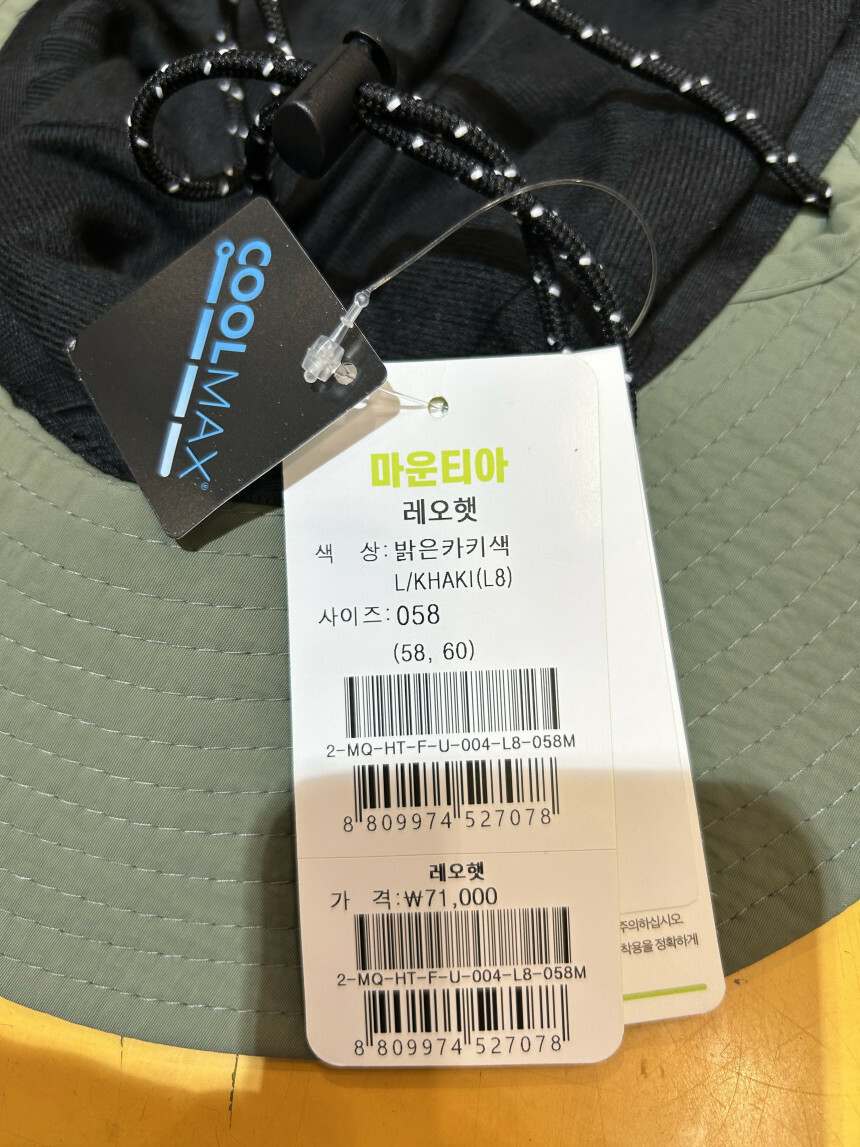 COOLMAX®
마운티아
레오햇
색 상:밝은카키색
L/KHAKI(L8)
사이즈:058
(58, 60)
2-MQ-HT-F-U-004-L8-058M
8 809974 527078
레오햇
가 격:₩71,000
2-MQ-HT-F-U-004-L8-058M
8 809974 527078
주의하십시오
착용을 정확하게